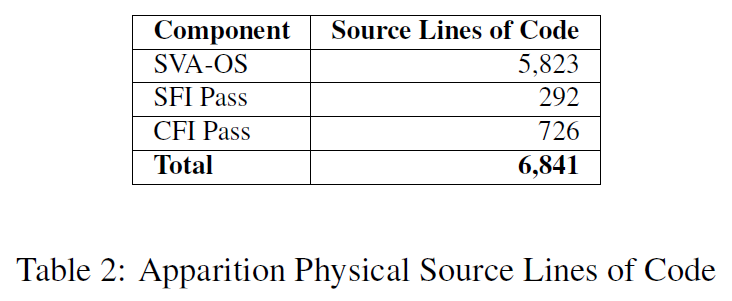 Component Source Lines of Code
SVA-OS 5,823
SFI Pass 292
CFI Pass 726
Total 6,841
Table 2: Apparition Physical Source Lines of Code